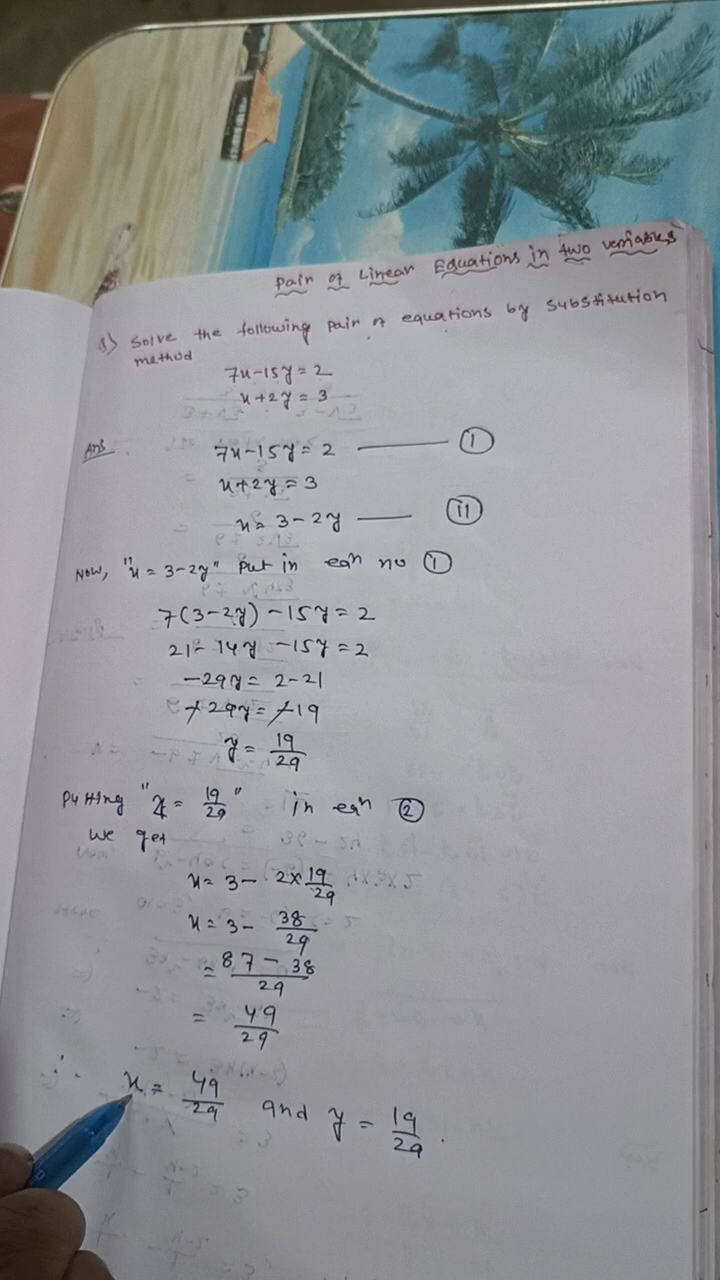 Pair of Linear Equations in two verriables
Q) Solve the following pair of equations by substitution
method
7x-15y=2
x+2y=3
Ans
7x-15y=2 ——— (I)
x+2y=3
x=3-2y —— (II)
Now, "x=3-2y" Put in eqn no (I)
7(3-2y)-15y=2
21-14y-15y=2
-29y=2-21
-29y=-19
y=19/29
Putting "y=19/29" in eqn (2)
we get
x=3-2×19/29
x=3-38/29
=87-38/29
=49/29
∴ x=49/29 and y=19/29.